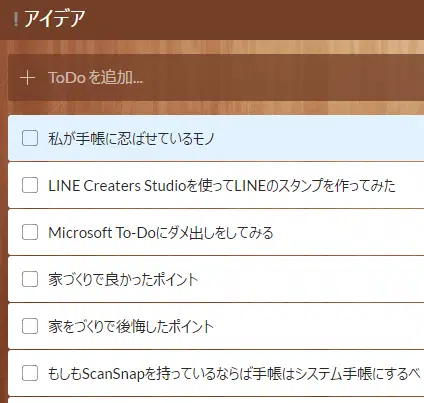 アイデア
ToDoを追加...
私が手帳に忍ばせているモノ
LINE Creaters Studioを使ってLINEのスタンプを作ってみた
Microsoft To-Doにダメ出しをしてみる
家づくりで良かったポイント
家をづくりで後悔したポイント
もしもScanSnapを持っているならば手帳はシステム手帳にするべ